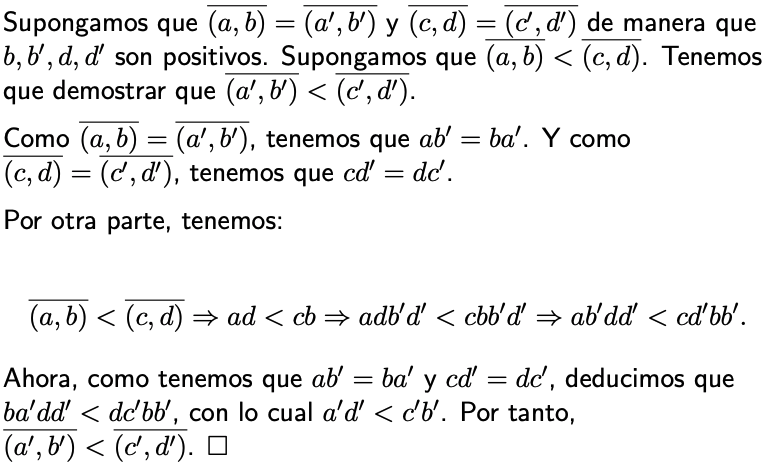 Supongamos que $\overline{(a,b)} = \overline{(a',b')}$ y $\overline{(c,d)} = \overline{(c',d')}$ de manera que
$b, b', d, d'$ son positivos. Supongamos que $\overline{(a,b)} < \overline{(c,d)}$. Tenemos
que demostrar que $\overline{(a',b')} < \overline{(c',d')}$.
Como $\overline{(a,b)} = \overline{(a',b')}$, tenemos que $ab' = ba'$. Y como
$\overline{(c,d)} = \overline{(c',d')}$, tenemos que $cd' = dc'$.
Por otra parte, tenemos:
$\overline{(a,b)} < \overline{(c,d)} \Rightarrow ad < cb \Rightarrow adb'd' < cbb'd' \Rightarrow ab'dd' < cd'bb'.$
Ahora, como tenemos que $ab' = ba'$ y $cd' = dc'$, deducimos que
$ba'dd' < dc'bb'$, con lo cual $a'd' < c'b'$. Por tanto,
$\overline{(a',b')} < \overline{(c',d')}$. □